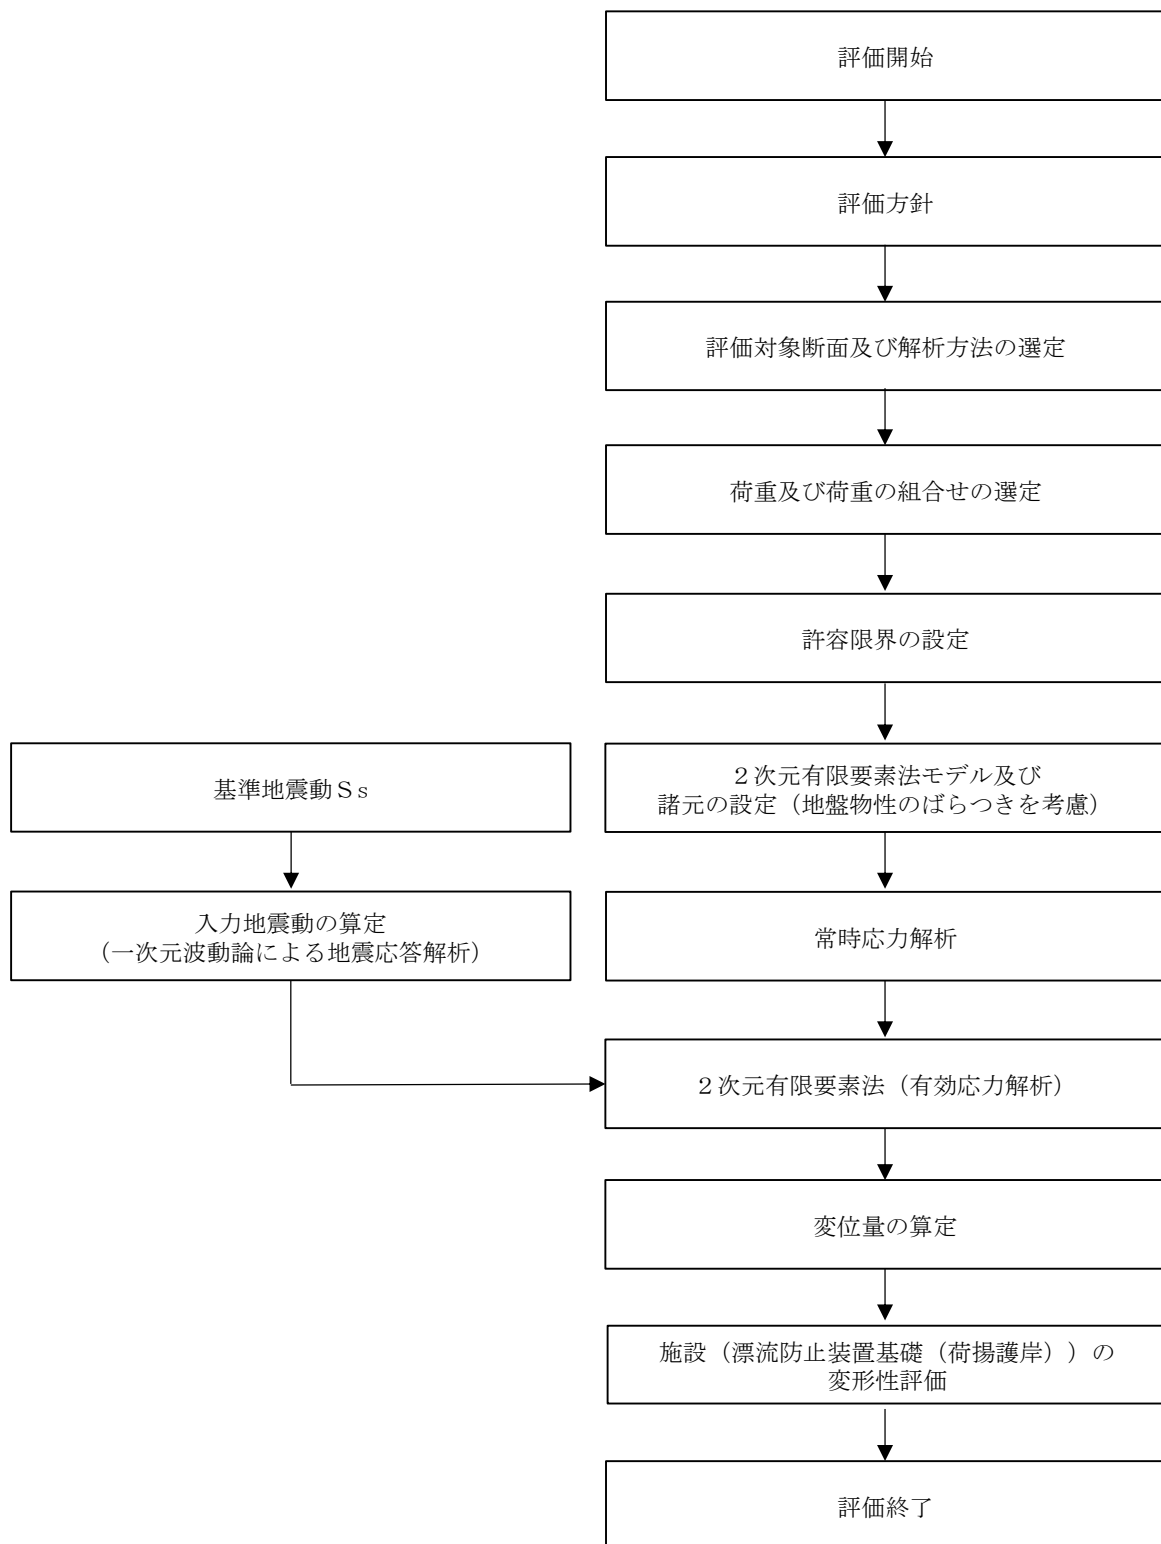 評価開始
評価方針
評価対象断面及び解析方法の選定
荷重及び荷重の組合せの選定
許容限界の設定
基準地震動Ss
2次元有限要素法モデル及び
諸元の設定（地盤物性のばらつきを考慮）
入力地震動の算定
（一次元波動論による地震応答解析）
常時応力解析
2次元有限要素法（有効応力解析）
変位量の算定
施設（漂流防止装置基礎（荷揚護岸））の
変形性評価
評価終了